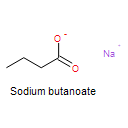 O-
O
Na-
Sodium butanoate